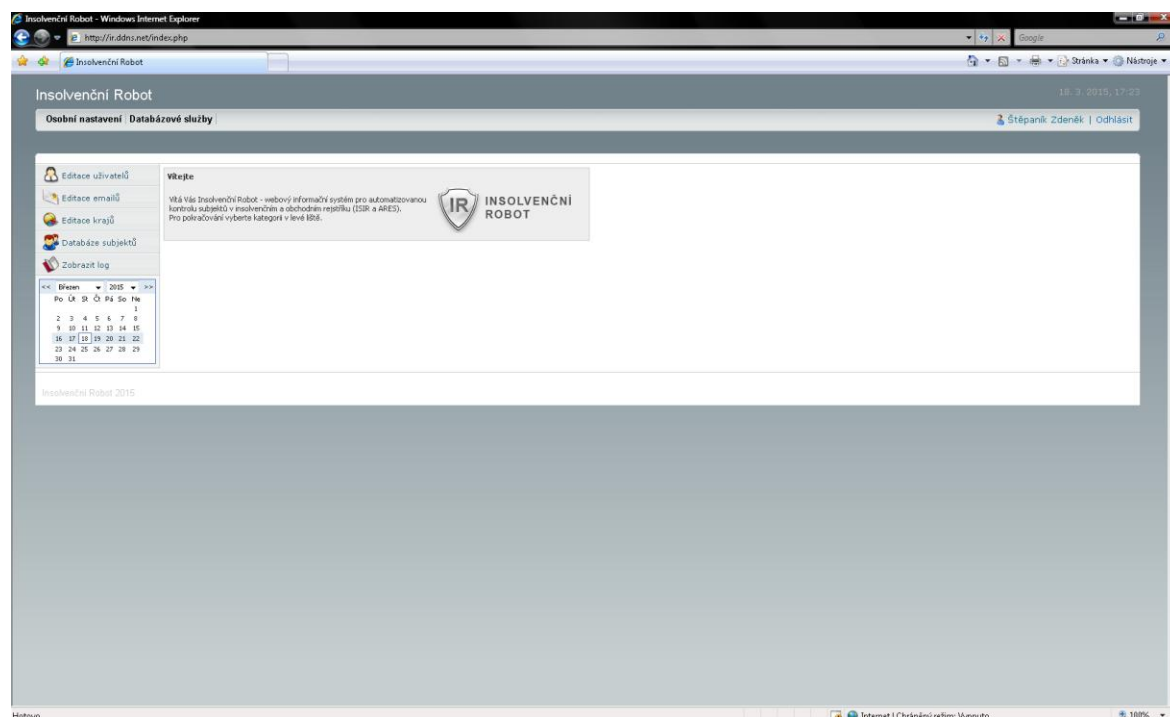 Insolvenční Robot - Windows Internet Explorer
http://ir.ddns.net/index.php
Google
Insolvenční Robot
Stránka
Nástroje
Insolvenční Robot
18. 3. 2015, 17:23
Osobní nastavení Databázové služby
Štěpaník Zdeněk | Odhlásit
Editace uživatelů
Editace emailů
Editace krajů
Databáze subjektů
Zobrazit log
Vítejte
Vítá Vás Insolvenční Robot - webový informační systém pro automatizovanou
kontrolu subjektů v insolvenčním a obchodním rejstříku (ISIR a ARES).
Pro pokračování vyberte kategorii v levé liště.
IR
INSOLVENČNÍ
ROBOT
<< Březen 2015 >>
Po Út St Čt Pá So Ne
1
2 3 4 5 6 7 8
9 10 11 12 13 14 15
16 17 18 19 20 21 22
23 24 25 26 27 28 29
30 31
Insolvenční Robot 2015
Hotovo
Internet | Chráněný režim: Vypnuto
100%